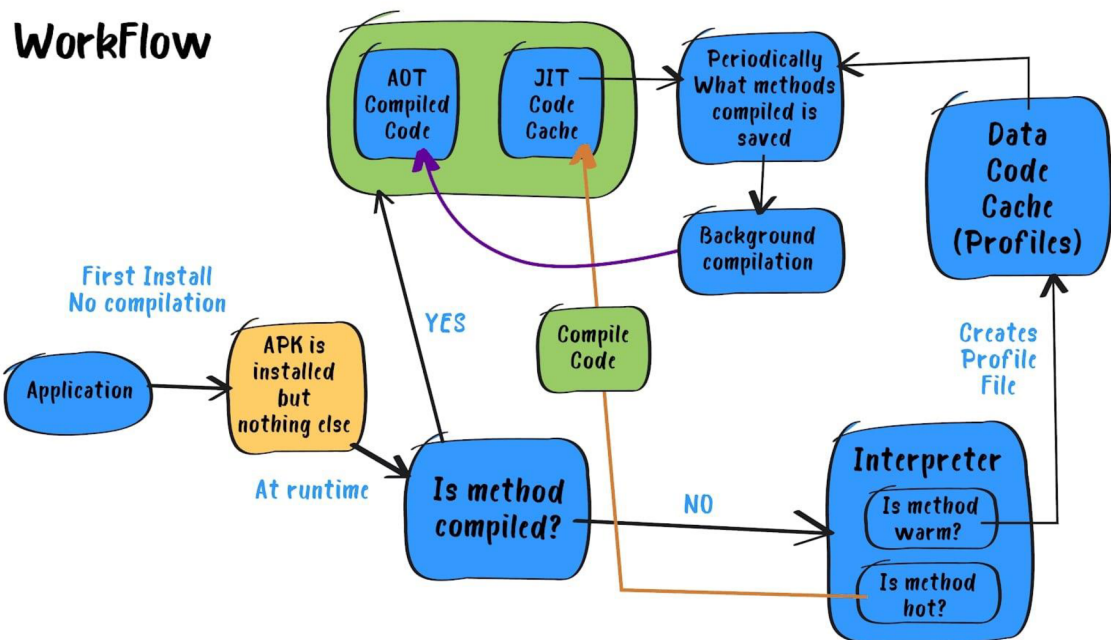 WorkFlow
AOT
Compiled
Code
JIT
Code
Cache
Periodically
What methods
compiled is
saved
Data
Code
Cache
(Profiles)
Background
compilation
First Install
No compilation
YES
Compile
Code
Creates
Profile
File
Application
APK is
installed
but
nothing else
At runtime
Is method
compiled?
NO
Interpreter
Is method
warm?
Is method
hot?